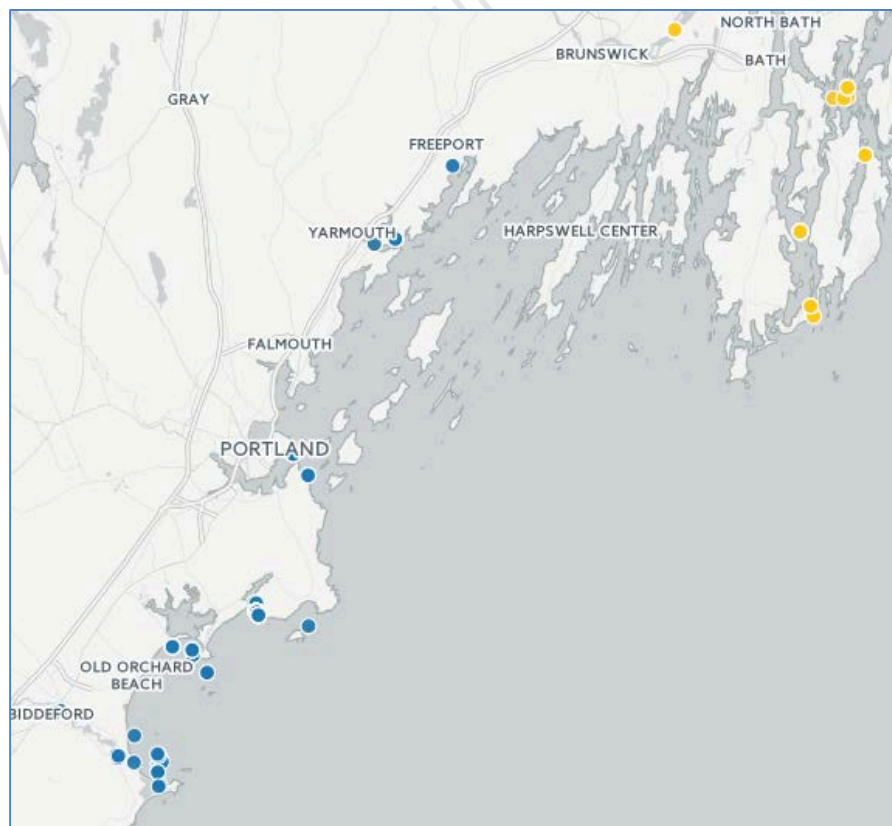 NORTH BATH
BRUNSWICK
BATH
GRAY
FREEPORT
YARMOUTH
HARPSWELL CENTER
FALMOUTH
PORTLAND
OLD ORCHARD
BEACH
BIDDEFORD